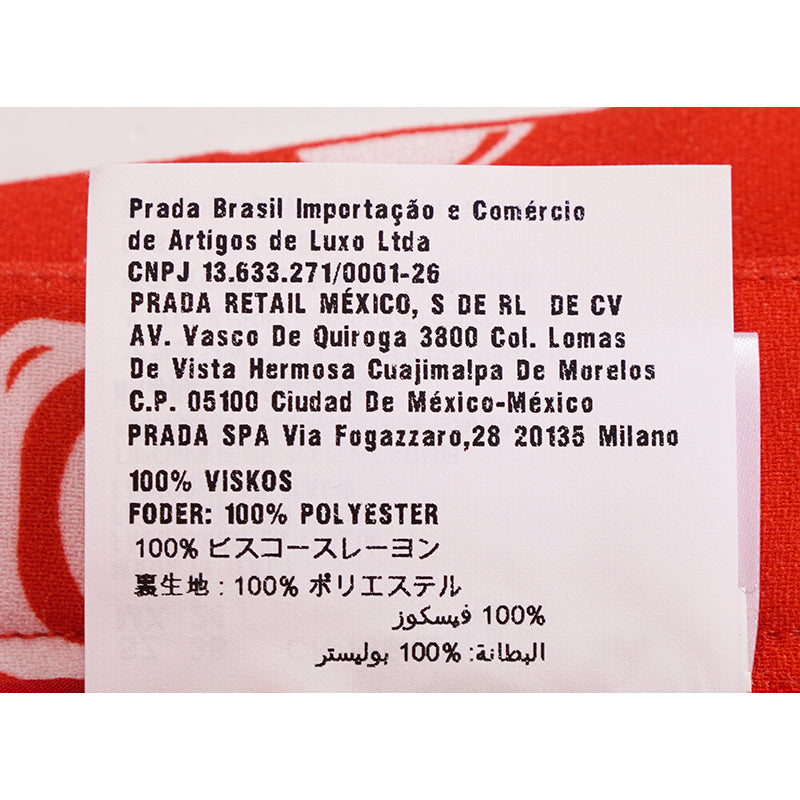 Prada Brasil Importação e Comércio
de Artigos de Luxo Ltda
CNPJ 13.633.271/0001-26
PRADA RETAIL MÉXICO, S DE RL DE CV
AV. Vasco De Quiroga 3800 Col. Lomas
De Vista Hermosa Cuajimalpa De Morelos
C.P. 05100 Ciudad De México-México
PRADA SPA Via Fogazzaro,28 20135 Milano
100% VISKOS
FODER: 100% POLYESTER
100% ビスコースレーヨン
裏生地 : 100% ポリエステル
100% فيسكوز
البطانة: 100% بوليستر